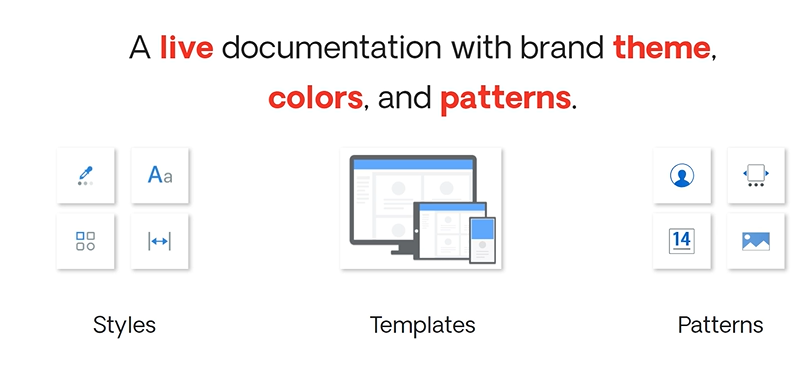 A live documentation with brand theme,
colors, and patterns.
Aa
14
Styles
Templates
Patterns